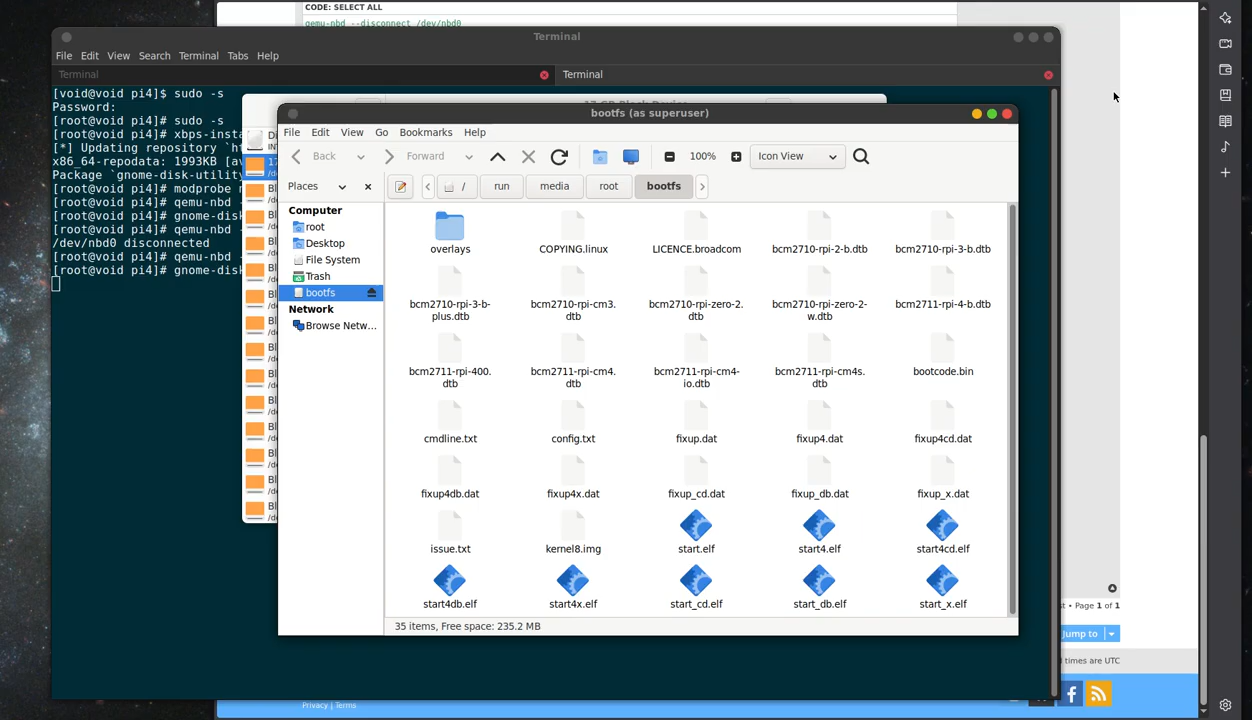 CODE: SELECT ALL
qemu-nbd --disconnect /dev/nbd0
Terminal
File Edit View Search Terminal Tabs Help
Terminal
Terminal
[void@void pi4]$ sudo -s
Password:
[root@void pi4]# sudo -s
[root@void pi4]# xbps-insta
[*] Updating repository `ht
x86_64-repodata: 1993KB [av
Package `gnome-disk-utility
[root@void pi4]# modprobe n
[root@void pi4]# qemu-nbd -
[root@void pi4]# gnome-disk
[root@void pi4]# qemu-nbd -
/dev/nbd0 disconnected
[root@void pi4]# qemu-nbd -
[root@void pi4]# gnome-disk
bootfs (as superuser)
File Edit View Go Bookmarks Help
Back Forward 100% Icon View
Places
/ run media root bootfs
Computer
root
Desktop
File System
Trash
bootfs
Network
Browse Netw...
overlays
COPYING.linux
LICENCE.broadcom
bcm2710-rpi-2-b.dtb
bcm2710-rpi-3-b.dtb
bcm2710-rpi-3-b-
plus.dtb
bcm2710-rpi-cm3.
dtb
bcm2710-rpi-zero-2.
dtb
bcm2710-rpi-zero-2-
w.dtb
bcm2711-rpi-4-b.dtb
bcm2711-rpi-400.
dtb
bcm2711-rpi-cm4.
dtb
bcm2711-rpi-cm4-
io.dtb
bcm2711-rpi-cm4s.
dtb
bootcode.bin
cmdline.txt
config.txt
fixup.dat
fixup4.dat
fixup4cd.dat
fixup4db.dat
fixup4x.dat
fixup_cd.dat
fixup_db.dat
fixup_x.dat
issue.txt
kernel8.img
start.elf
start4.elf
start4cd.elf
start4db.elf
start4x.elf
start_cd.elf
start_db.elf
start_x.elf
35 items, Free space: 235.2 MB
• Page 1 of 1
Jump to
times are UTC
Privacy | Terms